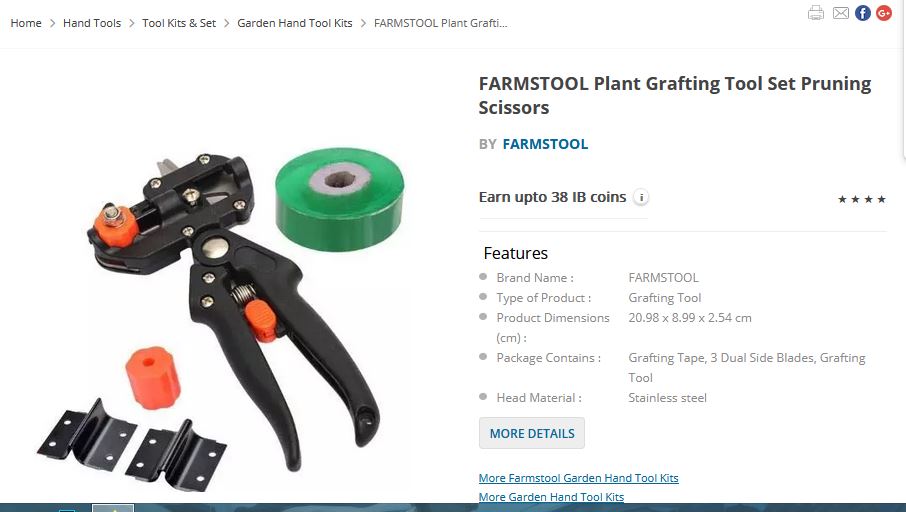 Home > Hand Tools > Tool Kits & Set > Garden Hand Tool Kits > FARMSTOOL Plant Grafti...
FARMSTOOL Plant Grafting Tool Set Pruning
Scissors
BY FARMSTOOL
Earn upto 38 IB coins i
Features
Brand Name : FARMSTOOL
Type of Product : Grafting Tool
Product Dimensions 20.98 x 8.99 x 2.54 cm
(cm) :
Package Contains : Grafting Tape, 3 Dual Side Blades, Grafting
Tool
Head Material : Stainless steel
MORE DETAILS
More Farmstool Garden Hand Tool Kits
More Garden Hand Tool Kits